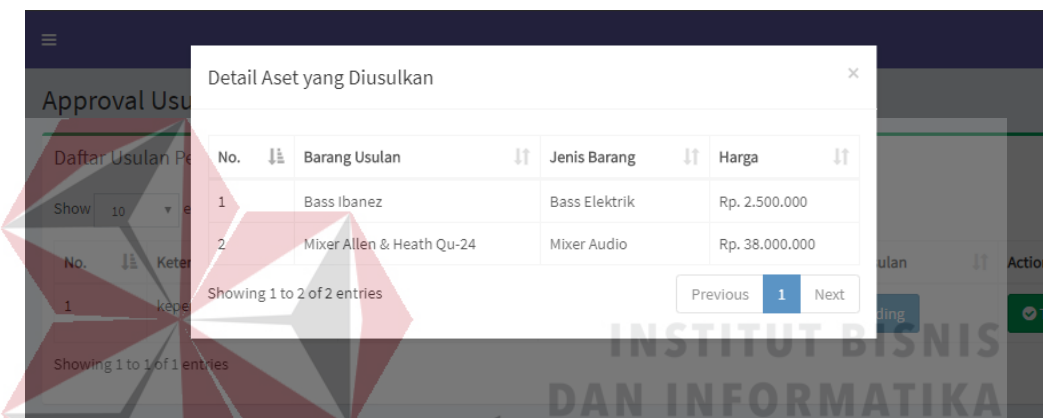 Detail Aset yang Diusulkan ×
Approval Usu
Daftar Usulan Pe
No. Barang Usulan Jenis Barang Harga
Show 10 e
1 Bass Ibanez Bass Elektrik Rp. 2.500.000
2 Mixer Allen & Heath Qu-24 Mixer Audio Rp. 38.000.000
No. Keter ulan Action
Showing 1 to 2 of 2 entries Previous 1 Next
1 kepe ding
Showing 1 to 1 of 1 entries
INSTITUT BISNIS
DAN INFORMATIKA